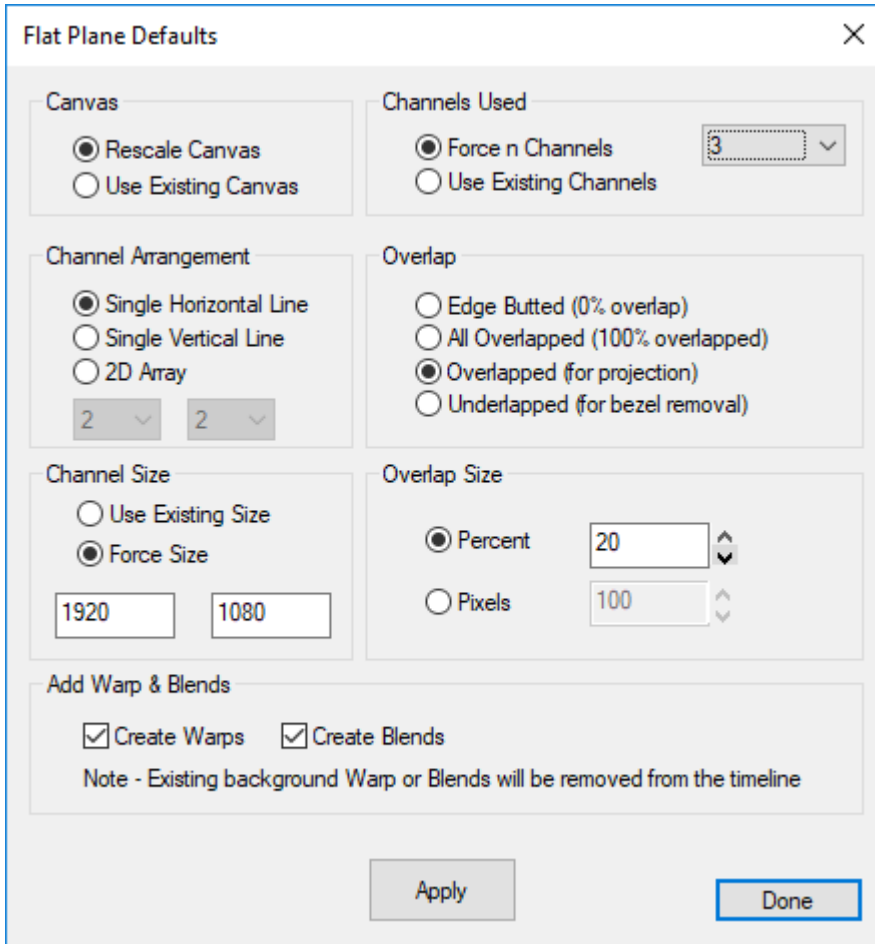 Flat Plane Defaults
Canvas
Rescale Canvas
Use Existing Canvas
Channels Used
Force n Channels
3
Use Existing Channels
Channel Arrangement
Single Horizontal Line
Single Vertical Line
2D Array
2 2
Overlap
Edge Butted (0% overlap)
All Overlapped (100% overlapped)
Overlapped (for projection)
Underlapped (for bezel removal)
Channel Size
Use Existing Size
Force Size
1920 1080
Overlap Size
Percent 20
Pixels 100
Add Warp & Blends
Create Warps Create Blends
Note - Existing background Warp or Blends will be removed from the timeline
Apply
Done